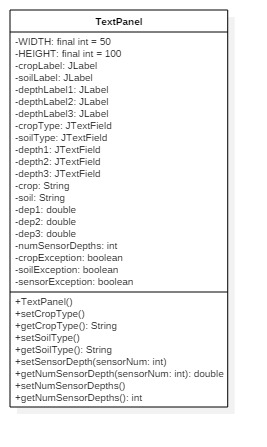 TextPanel
-WIDTH: final int = 50
-HEIGHT: final int = 100
-cropLabel: JLabel
-soilLabel: JLabel
-depthLabel1: JLabel
-depthLabel2: JLabel
-depthLabel3: JLabel
-cropType: JTextField
-soilType: JTextField
-depth1: JTextField
-depth2: JTextField
-depth3: JTextField
-crop: String
-soil: String
-dep1: double
-dep2: double
-dep3: double
-numSensorDepths: int
-cropException: boolean
-soilException: boolean
-sensorException: boolean
+TextPanel()
+setCropType()
+getCropType(): String
+setSoilType()
+getSoilType(): String
+setSensorDepth(sensorNum: int)
+getNumSensorDepth(sensorNum: int): double
+setNumSensorDepths()
+getNumSensorDepths(): int